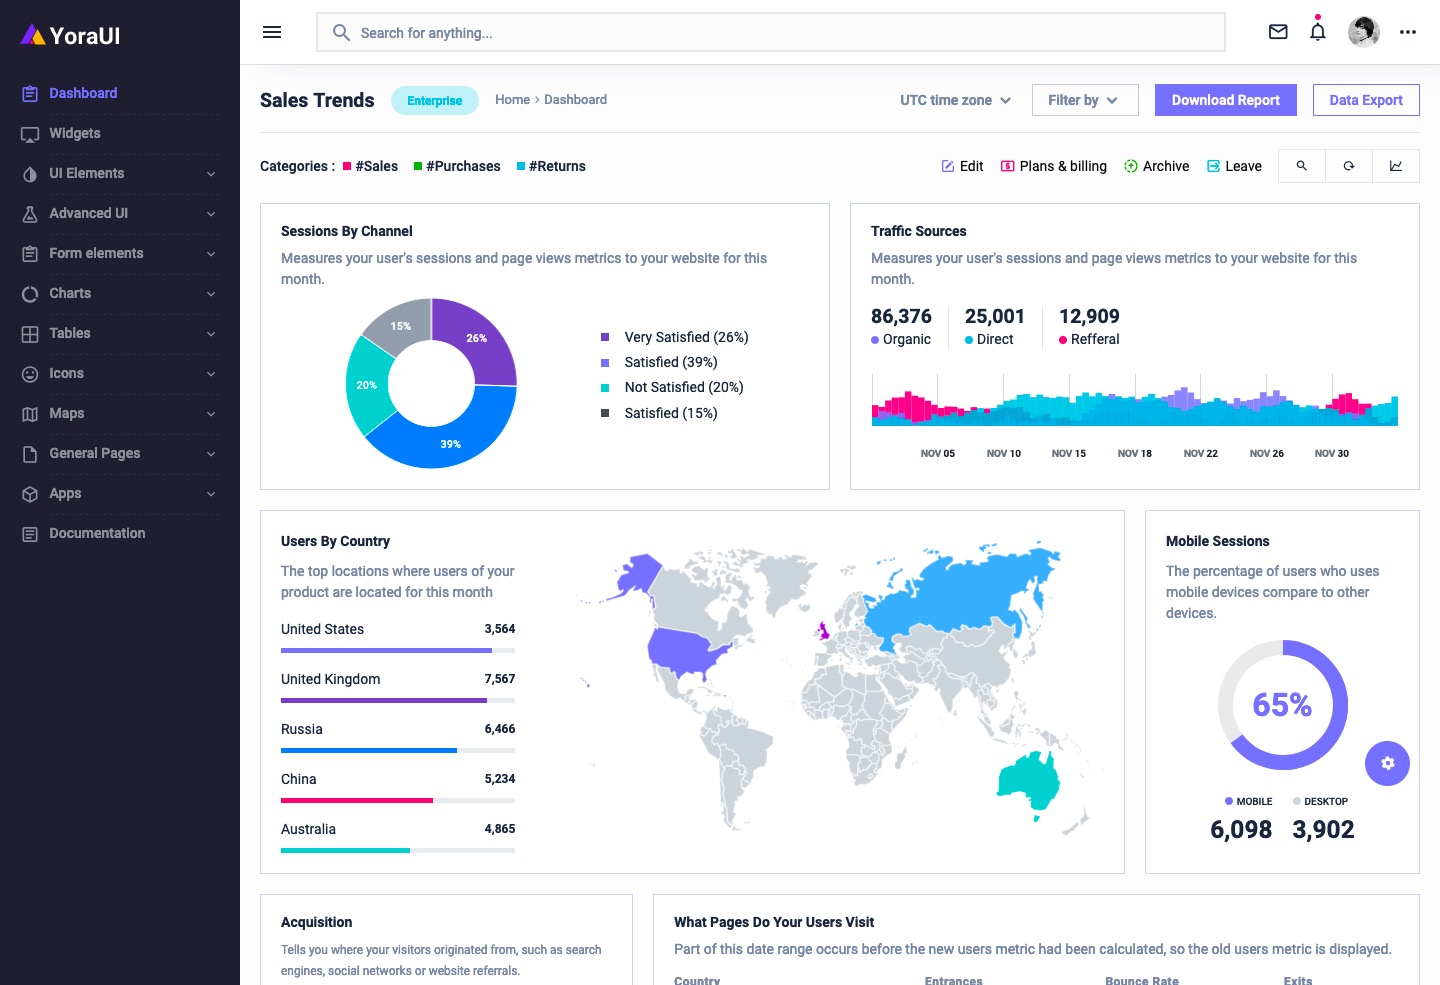 YoraUI
Search for anything...
Dashboard
Widgets
UI Elements
Advanced UI
Form elements
Charts
Tables
Icons
Maps
General Pages
Apps
Documentation
Sales Trends Enterprise Home > Dashboard UTC time zone Filter by Download Report Data Export
Categories : #Sales #Purchases #Returns Edit Plans & billing Archive Leave
Sessions By Channel
Measures your user's sessions and page views metrics to your website for this
month.
15% 26% 20% 39%
Very Satisfied (26%)
Satisfied (39%)
Not Satisfied (20%)
Satisfied (15%)
Traffic Sources
Measures your user's sessions and page views metrics to your website for this
month.
86,376 25,001 12,909
Organic Direct Refferal
NOV 05 NOV 10 NOV 15 NOV 18 NOV 22 NOV 26 NOV 30
Users By Country
The top locations where users of your
product are located for this month
United States 3,564
United Kingdom 7,567
Russia 6,466
China 5,234
Australia 4,865
Mobile Sessions
The percentage of users who uses
mobile devices compare to other
devices.
65%
MOBILE DESKTOP
6,098 3,902
Acquisition
Tells you where your visitors originated from, such as search
engines, social networks or website referrals.
What Pages Do Your Users Visit
Part of this date range occurs before the new users metric had been calculated, so the old users metric is displayed.
Country Entrances Bounce Rate Exits